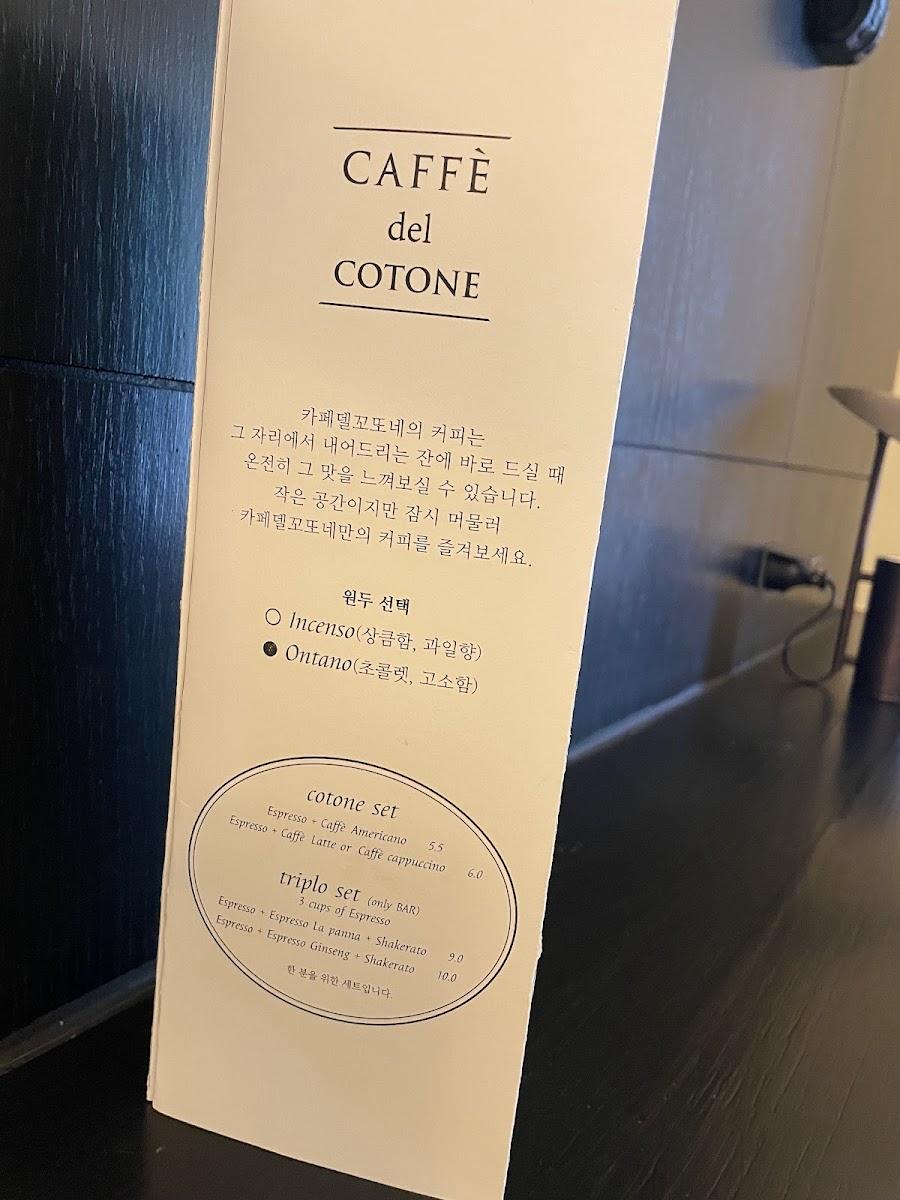 CAFFÈ
del
COTONE
카페델꼬또네의 커피는
그 자리에서 내어드리는 잔에 바로 드실 때
온전히 그 맛을 느껴보실 수 있습니다.
작은 공간이지만 잠시 머물러
카페델꼬또네만의 커피를 즐겨보세요.
원두 선택
○ Incenso(상큼함, 과일향)
● Ontano(초콜렛, 고소함)
cotone set
Espresso + Caffè Americano 5.5
Espresso + Caffè Latte or Caffè cappuccino 6.0
triplo set (only BAR)
3 cups of Espresso
Espresso + Espresso La panna + Shakerato 9.0
Espresso + Espresso Ginseng + Shakerato 10.0
한 분을 위한 세트입니다.